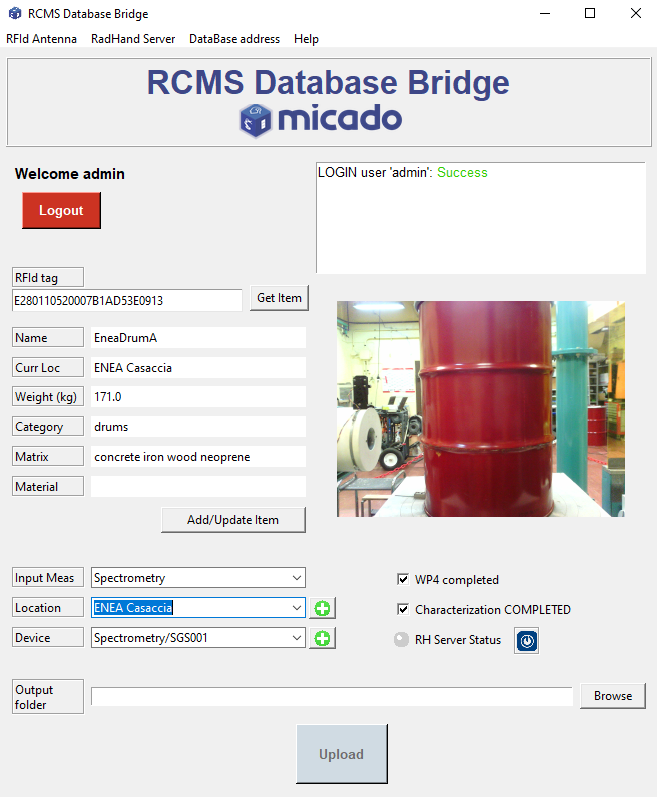 RCMS Database Bridge
RFId Antenna RadHand Server DataBase address Help
RCMS Database Bridge
micado
Welcome admin
Logout
LOGIN user 'admin': Success
RFId tag
E280110520007B1AD53E0913 Get Item
Name EneaDrumA
Curr Loc ENEA Casaccia
Weight (kg) 171.0
Category drums
Matrix concrete iron wood neoprene
Material
Add/Update Item
Input Meas Spectrometry
WP4 completed
Location ENEA Casaccia
Characterization COMPLETED
Device Spectrometry/SGS001
RH Server Status
Output
folder
Browse
Upload